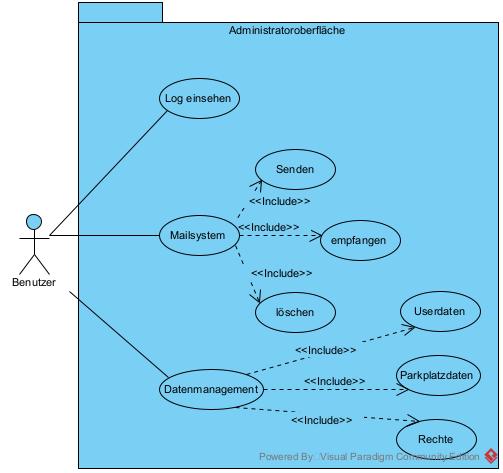 Administratoroberfläche
Log einsehen
Senden
<<Include>>
Mailsystem
<<Include>>
empfangen
<<Include>>
löschen
Benutzer
Userdaten
<<Include>>
Datenmanagement
<<Include>>
Parkplatzdaten
<<Include>>
Rechte
Powered By: Visual Paradigm Community Edition